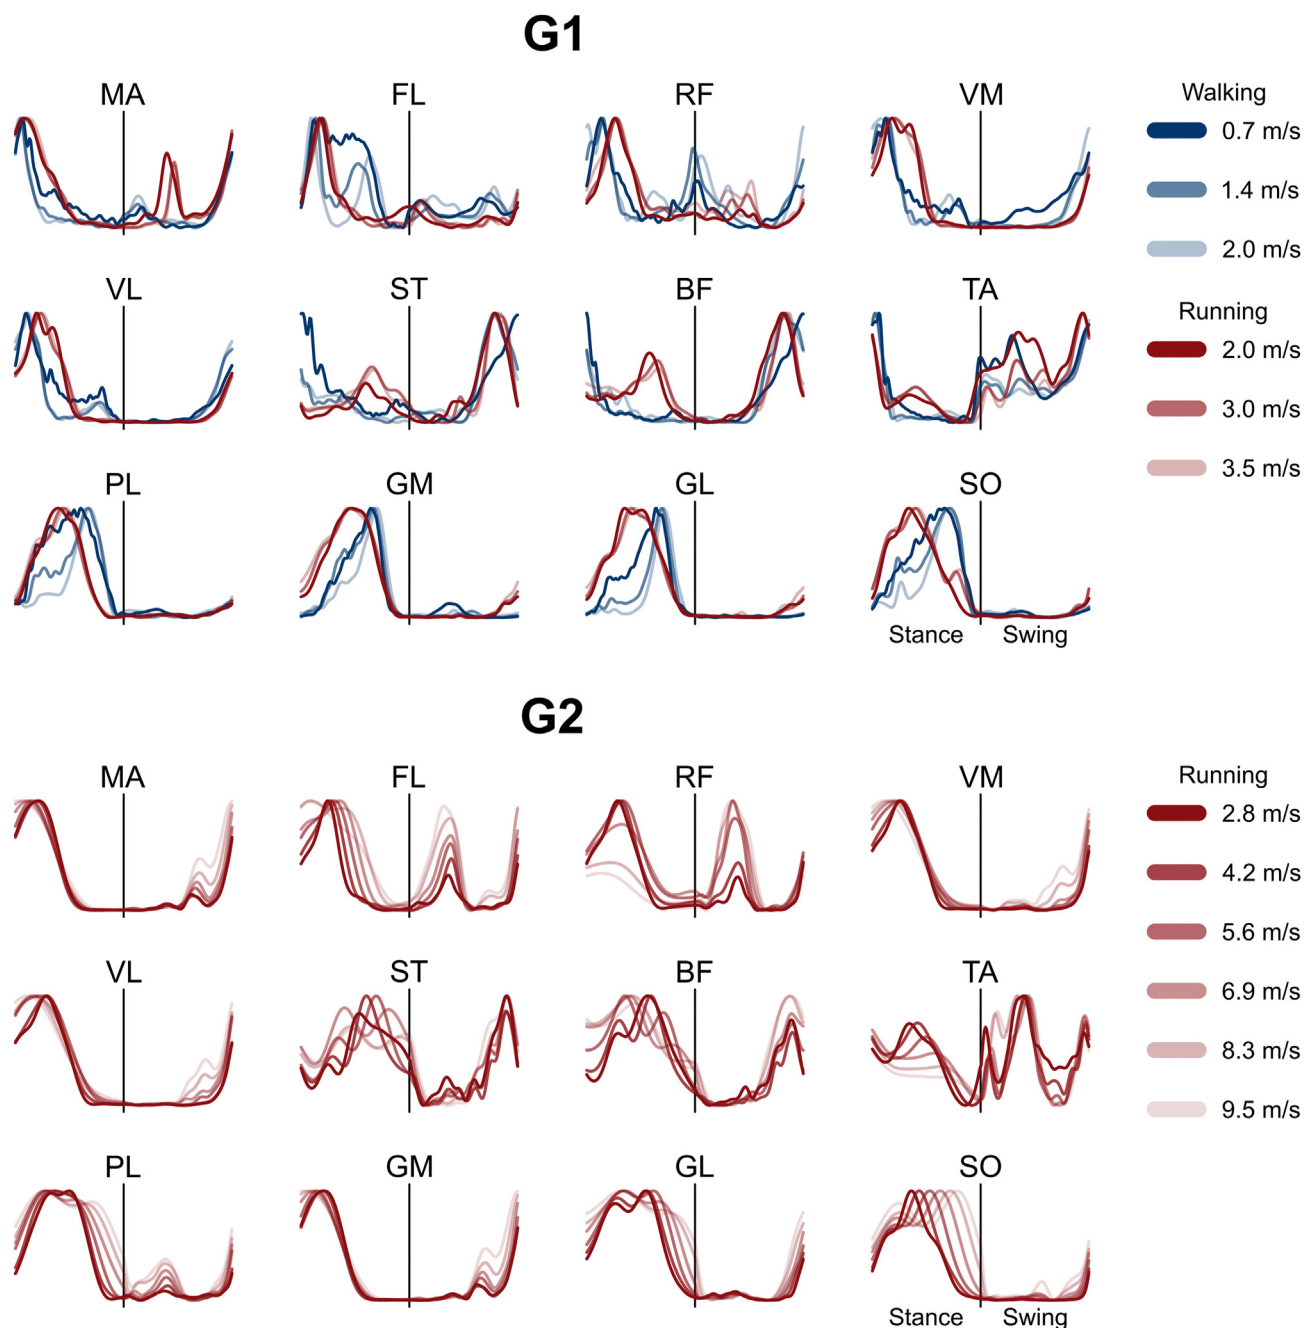 G1
MA FL RF VM
Walking
0.7 m/s
1.4 m/s
2.0 m/s
VL ST BF TA
Running
2.0 m/s
3.0 m/s
3.5 m/s
PL GM GL SO
Stance Swing
G2
MA FL RF VM
Running
2.8 m/s
4.2 m/s
5.6 m/s
VL ST BF TA
6.9 m/s
8.3 m/s
9.5 m/s
PL GM GL SO
Stance Swing